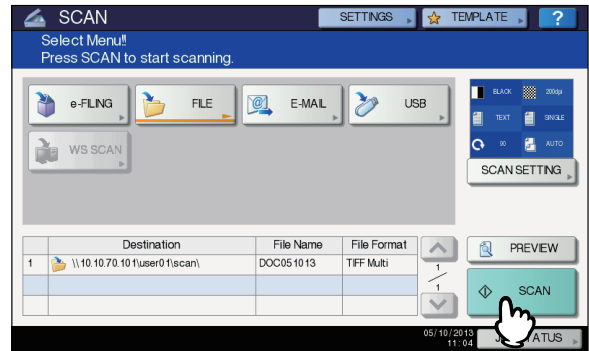 SCAN SETTINGS TEMPLATE ?
Select Menu!!
Press SCAN to start scanning.
e-FILING FILE E-MAIL USB
BLACK 200dpi
TEXT SINGLE
90 AUTO
WS SCAN
SCAN SETTING
Destination File Name File Format
1 \\10.10.70.101\user01\scan\ DOC051013 TIFF Multi
1
1
PREVIEW
SCAN
05/10/2013
11:04
ATUS